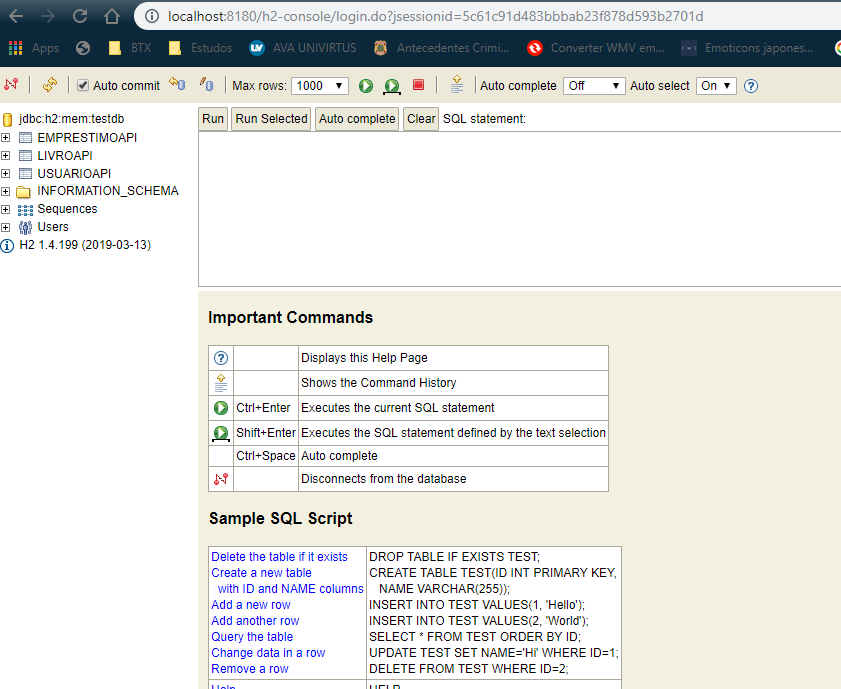 localhost:8180/h2-console/login.do?jsessionid=5c61c91d483bbbab23f878d593b2701d
Apps BTX Estudos AVA UNIVIRTUS Antecedentes Crimi... Converter WMV em... Emoticons japones...
Auto commit Max rows: 1000 Auto complete Off Auto select On
jdbc:h2:mem:testdb
EMPRESTIMOAPI
LIVROAPI
USUARIOAPI
INFORMATION_SCHEMA
Sequences
Users
H2 1.4.199 (2019-03-13)
Run Run Selected Auto complete Clear SQL statement:
Important Commands
Displays this Help Page
Shows the Command History
Ctrl+Enter Executes the current SQL statement
Shift+Enter Executes the SQL statement defined by the text selection
Ctrl+Space Auto complete
Disconnects from the database
Sample SQL Script
Delete the table if it exists DROP TABLE IF EXISTS TEST;
Create a new table CREATE TABLE TEST(ID INT PRIMARY KEY,
with ID and NAME columns NAME VARCHAR(255));
Add a new row INSERT INTO TEST VALUES(1, 'Hello');
Add another row INSERT INTO TEST VALUES(2, 'World');
Query the table SELECT * FROM TEST ORDER BY ID;
Change data in a row UPDATE TEST SET NAME='Hi' WHERE ID=1;
Remove a row DELETE FROM TEST WHERE ID=2;
Help HELP